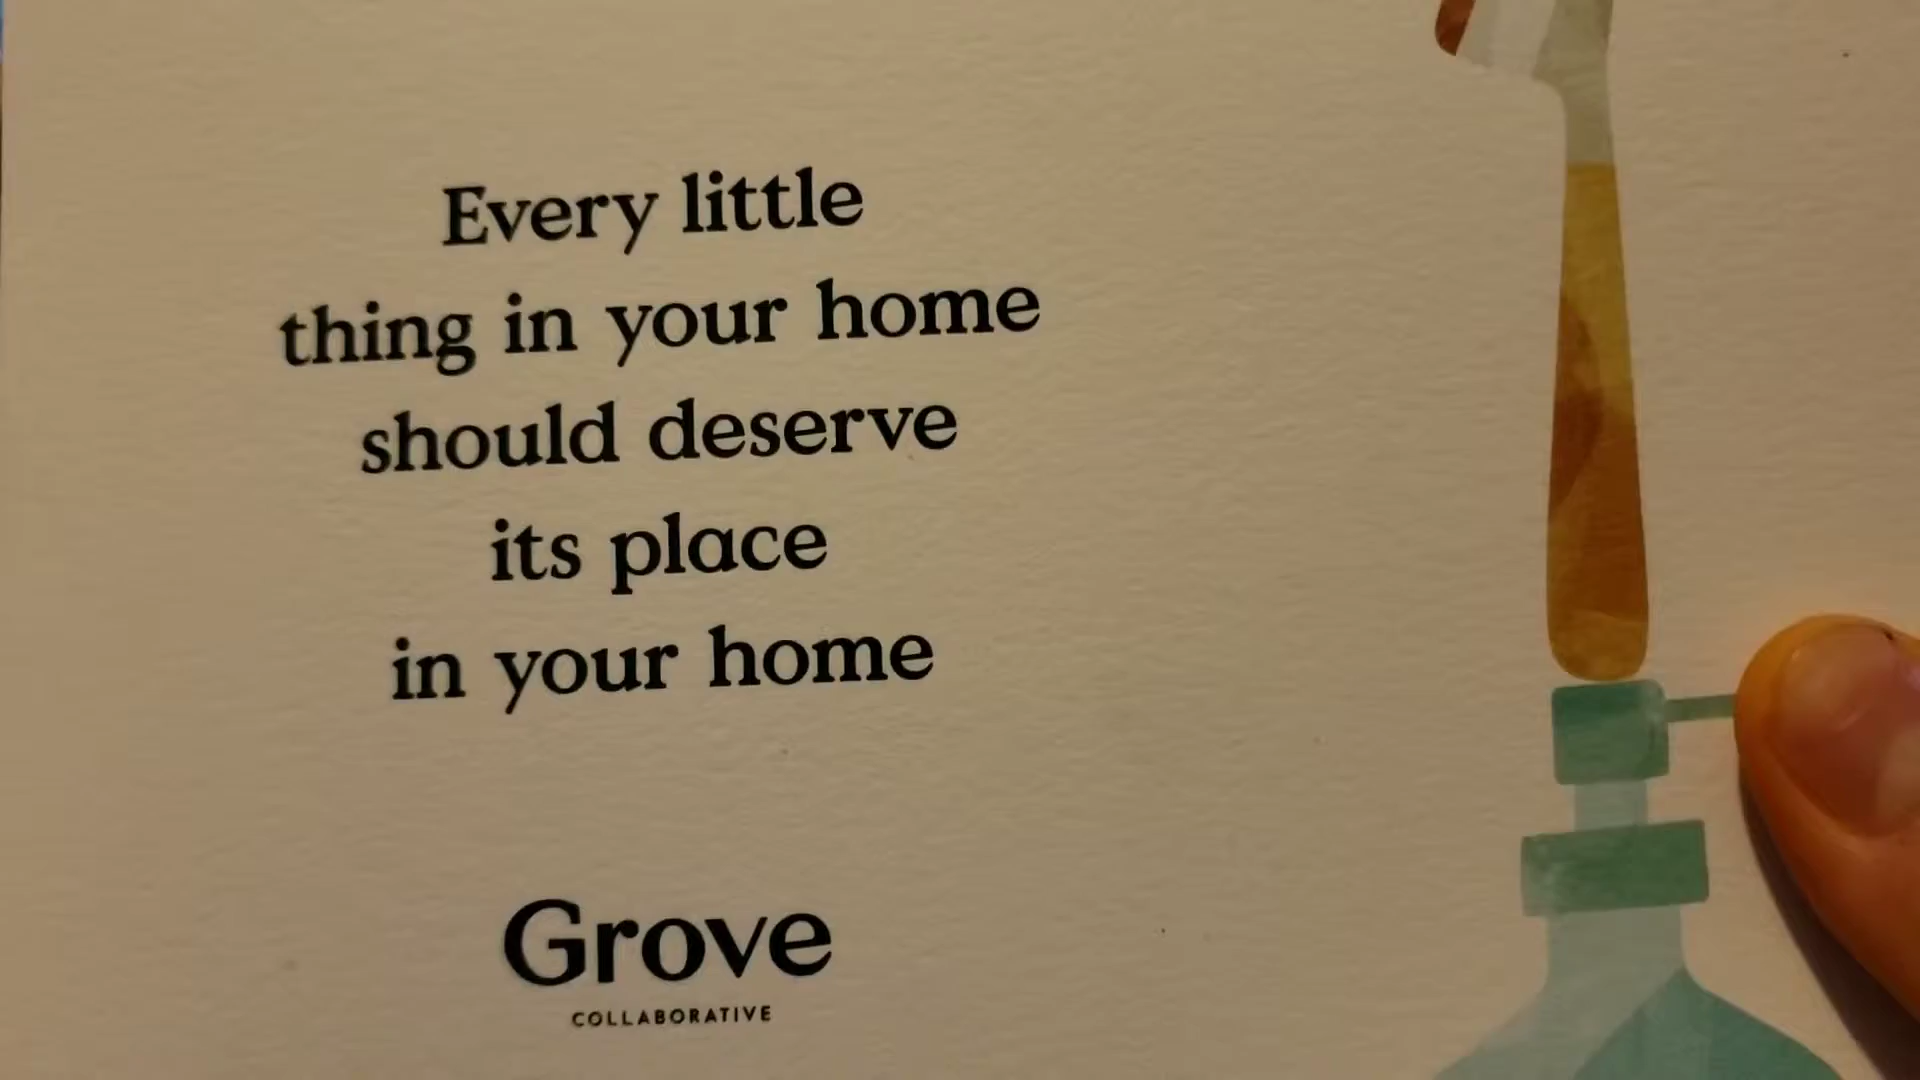 Every little
thing in your home
should deserve
its place
in your home
Grove
COLLABORATIVE